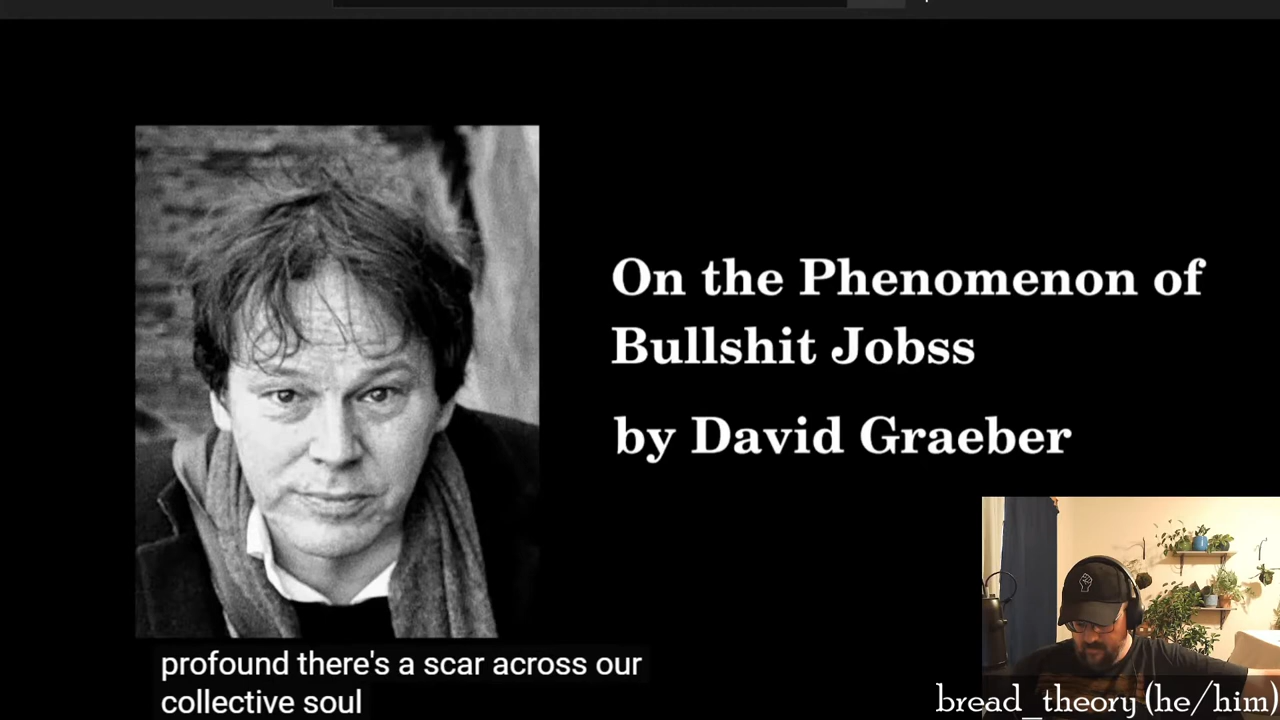 On the Phenomenon of
Bullshit Jobss
by David Graeber
profound there's a scar across our
collective soul
bread_theory (he/him)